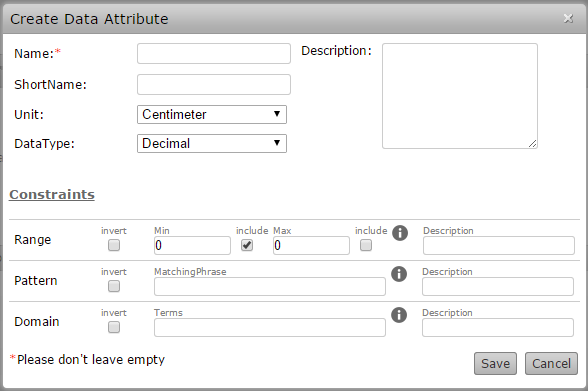 Create Data Attribute ×
Name:* Description:
ShortName:
Unit: Centimeter
DataType: Decimal
Constraints
invert Min include Max include Description
Range 0 0
invert MatchingPhrase Description
Pattern
invert Terms Description
Domain
*Please don't leave empty Save Cancel